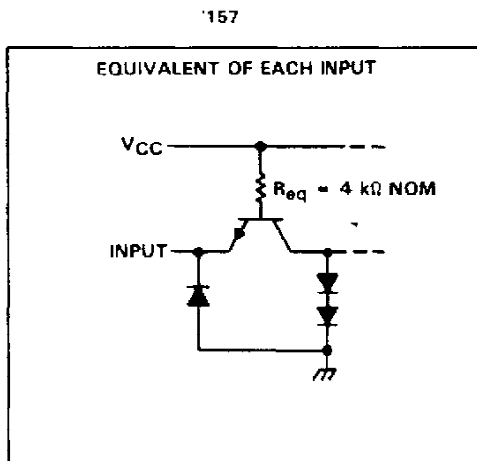 '157
EQUIVALENT OF EACH INPUT
VCC
Req = 4 kΩ NOM
INPUT